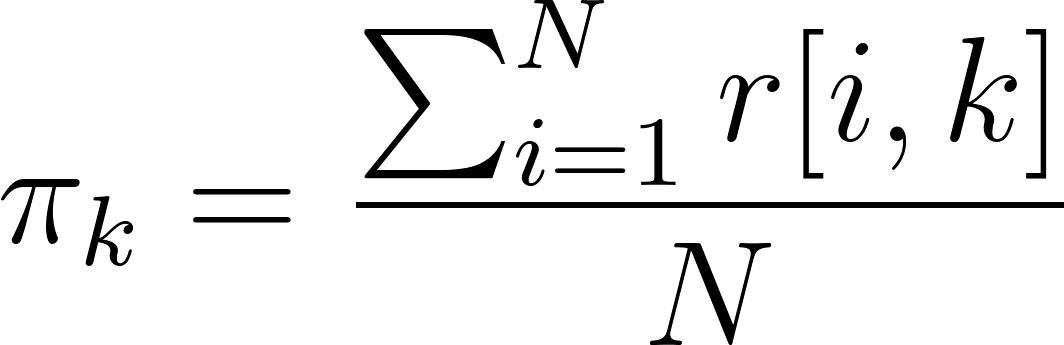 π_k = \frac{\sum_{i=1}^{N} r[i, k]}{N}